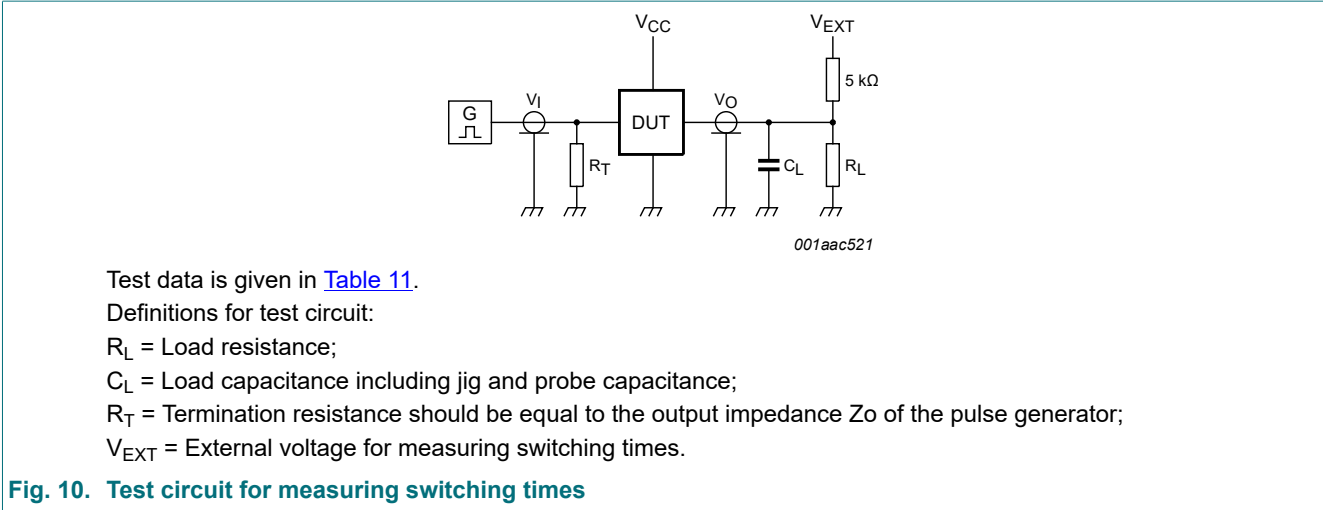 VCC
VEXT
5 kΩ
G
VI
DUT
VO
RT
CL
RL
001aac521
Test data is given in Table 11.
Definitions for test circuit:
RL = Load resistance;
CL = Load capacitance including jig and probe capacitance;
RT = Termination resistance should be equal to the output impedance Zo of the pulse generator;
VEXT = External voltage for measuring switching times.
Fig. 10. Test circuit for measuring switching times